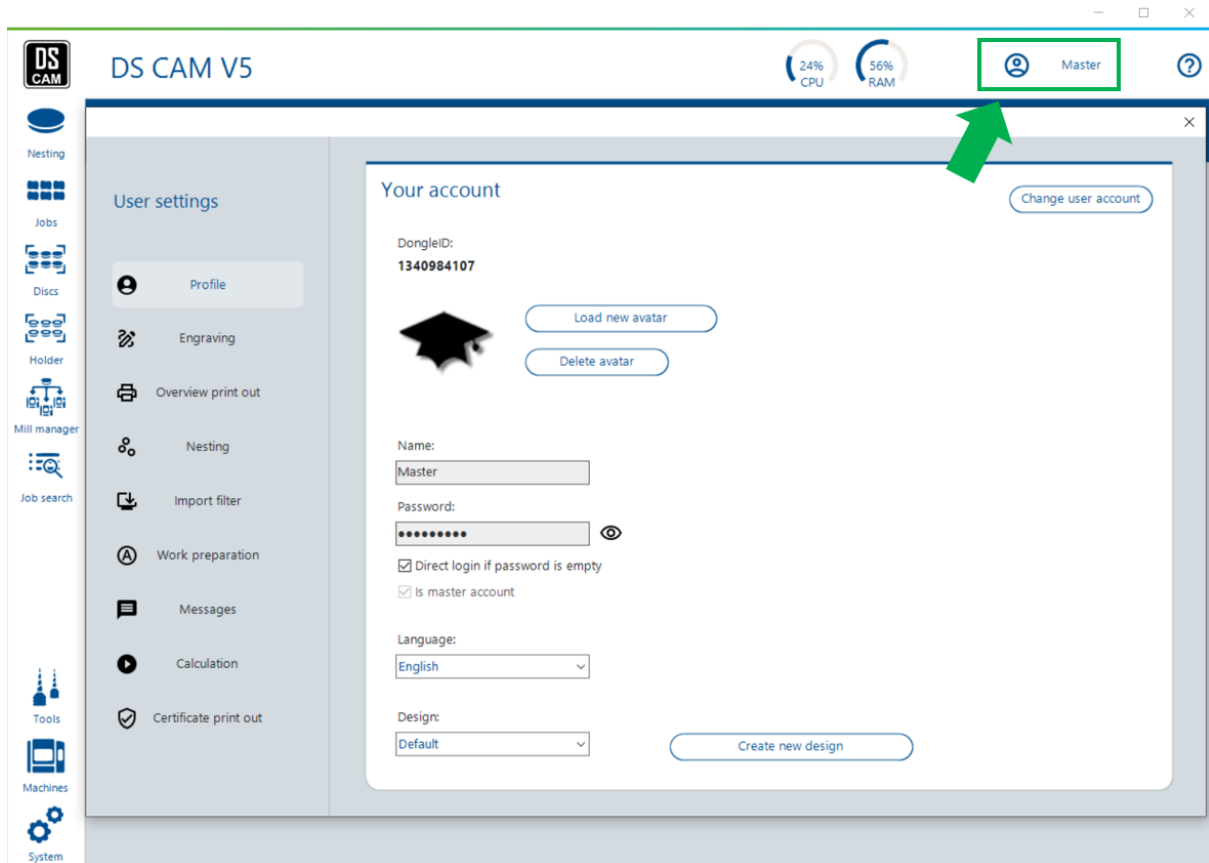 DS
CAM
DS CAM V5
24%
CPU
56%
RAM
Master
Nesting
Jobs
Discs
Holder
Mill manager
Job search
Tools
Machines
System
User settings
Profile
Engraving
Overview print out
Nesting
Import filter
Work preparation
Messages
Calculation
Certificate print out
Your account
Change user account
DongleID:
1340984107
Load new avatar
Delete avatar
Name:
Master
Password:
•••••••••
Direct login if password is empty
Is master account
Language:
English
Design:
Default
Create new design